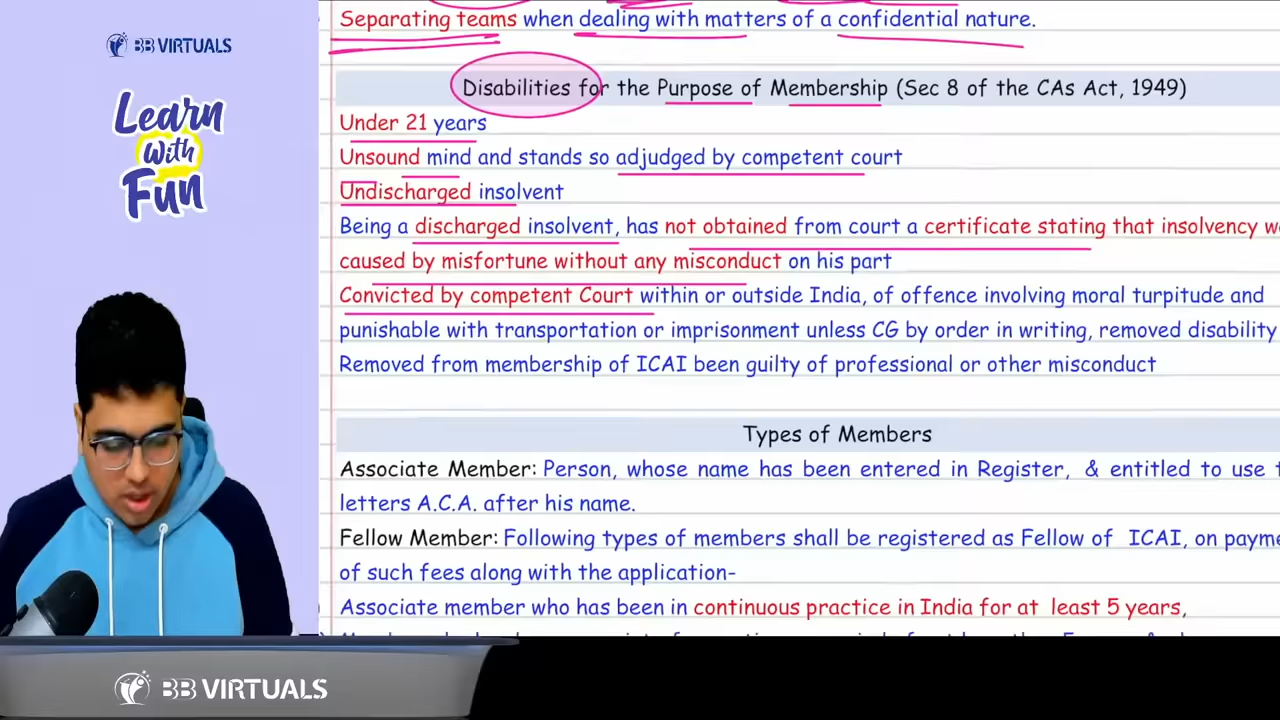 Separating teams when dealing with matters of a confidential nature.
BB VIRTUALS
Learn
With
Fun
Disabilities for the Purpose of Membership (Sec 8 of the CAs Act, 1949)
Under 21 years
Unsound mind and stands so adjudged by competent court
Undischarged insolvent
Being a discharged insolvent, has not obtained from court a certificate stating that insolvency
caused by misfortune without any misconduct on his part
Convicted by competent Court within or outside India, of offence involving moral turpitude and
punishable with transportation or imprisonment unless CG by order in writing, removed disability
Removed from membership of ICAI been guilty of professional or other misconduct
Types of Members
Associate Member: Person, whose name has been entered in Register, & entitled to use
letters A.C.A. after his name.
Fellow Member: Following types of members shall be registered as Fellow of ICAI, on
of such fees along with the application-
Associate member who has been in continuous practice in India for at least 5 years,
BB VIRTUALS